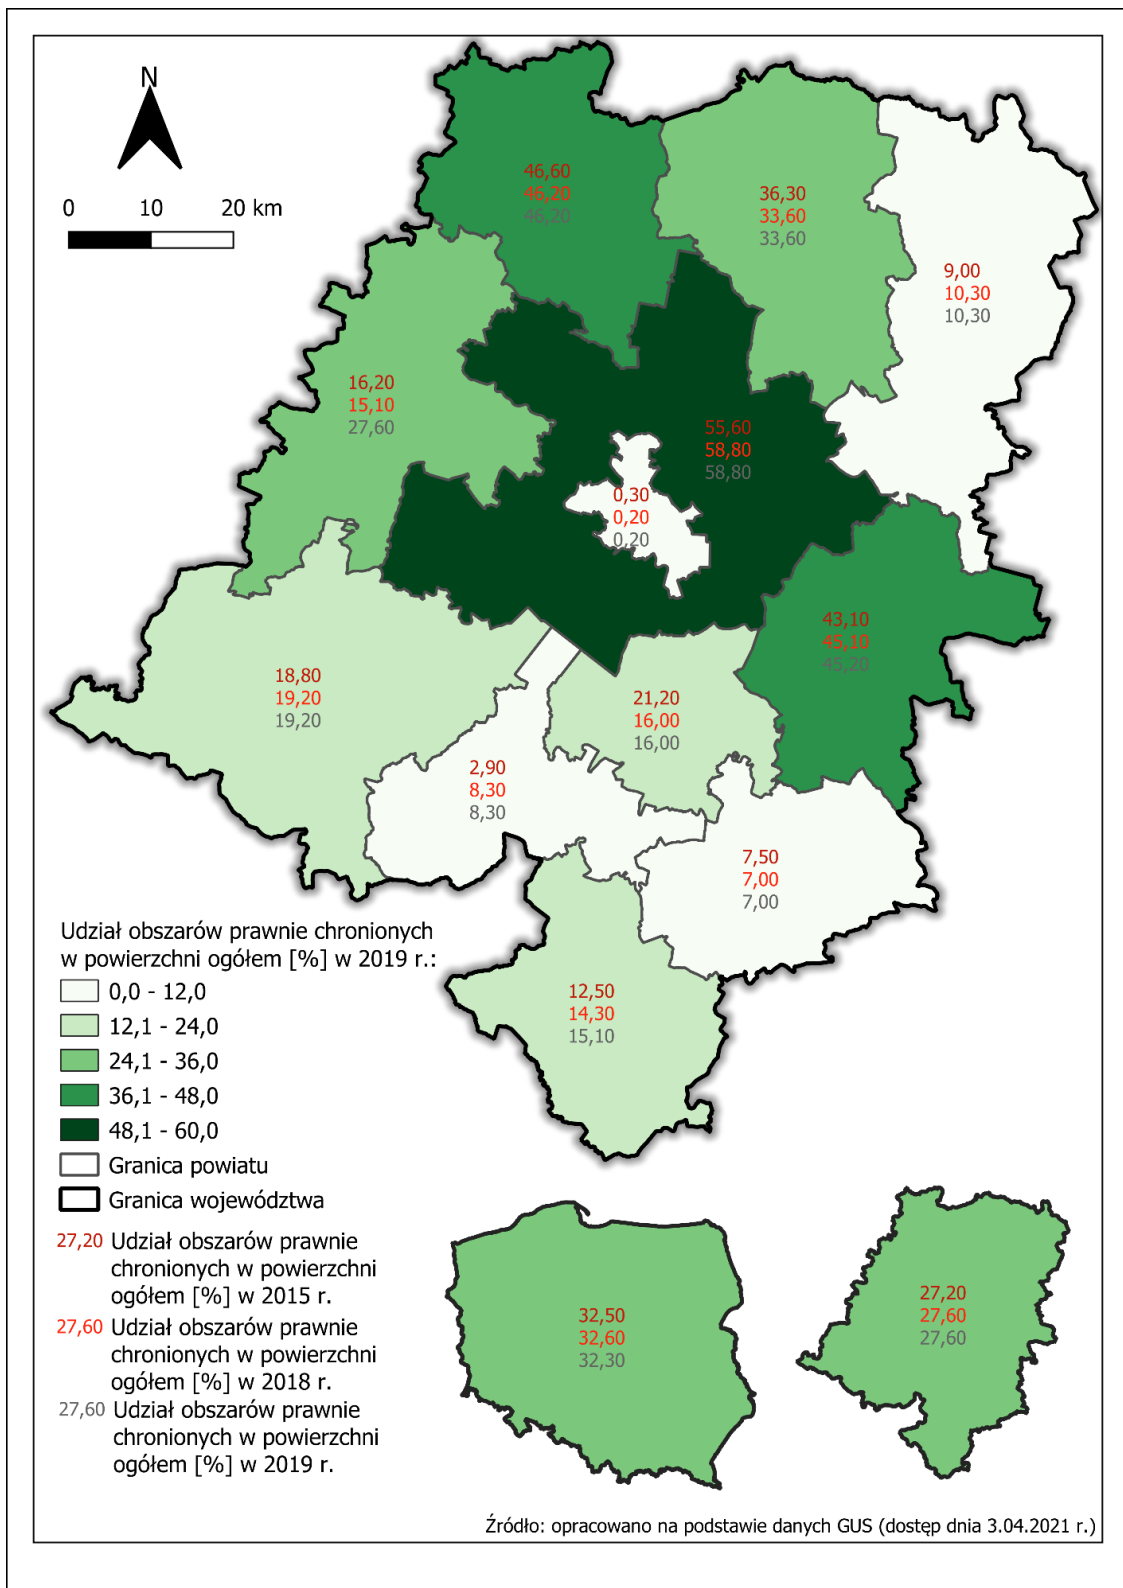 N
0 10 20 km
46,60
46,20
46,20
36,30
33,60
33,60
9,00
10,30
10,30
16,20
15,10
27,60
55,60
58,80
58,80
0,30
0,20
0,20
43,10
45,10
45,20
18,80
19,20
19,20
21,20
16,00
16,00
2,90
8,30
8,30
7,50
7,00
7,00
12,50
14,30
15,10
Udział obszarów prawnie chronionych
w powierzchni ogółem [%] w 2019 r.:
0,0 - 12,0
12,1 - 24,0
24,1 - 36,0
36,1 - 48,0
48,1 - 60,0
Granica powiatu
Granica województwa
27,20 Udział obszarów prawnie
chronionych w powierzchni
ogółem [%] w 2015 r.
27,60 Udział obszarów prawnie
chronionych w powierzchni
ogółem [%] w 2018 r.
27,60 Udział obszarów prawnie
chronionych w powierzchni
ogółem [%] w 2019 r.
32,50
32,60
32,30
27,20
27,60
27,60
Źródło: opracowano na podstawie danych GUS (dostęp dnia 3.04.2021 r.)